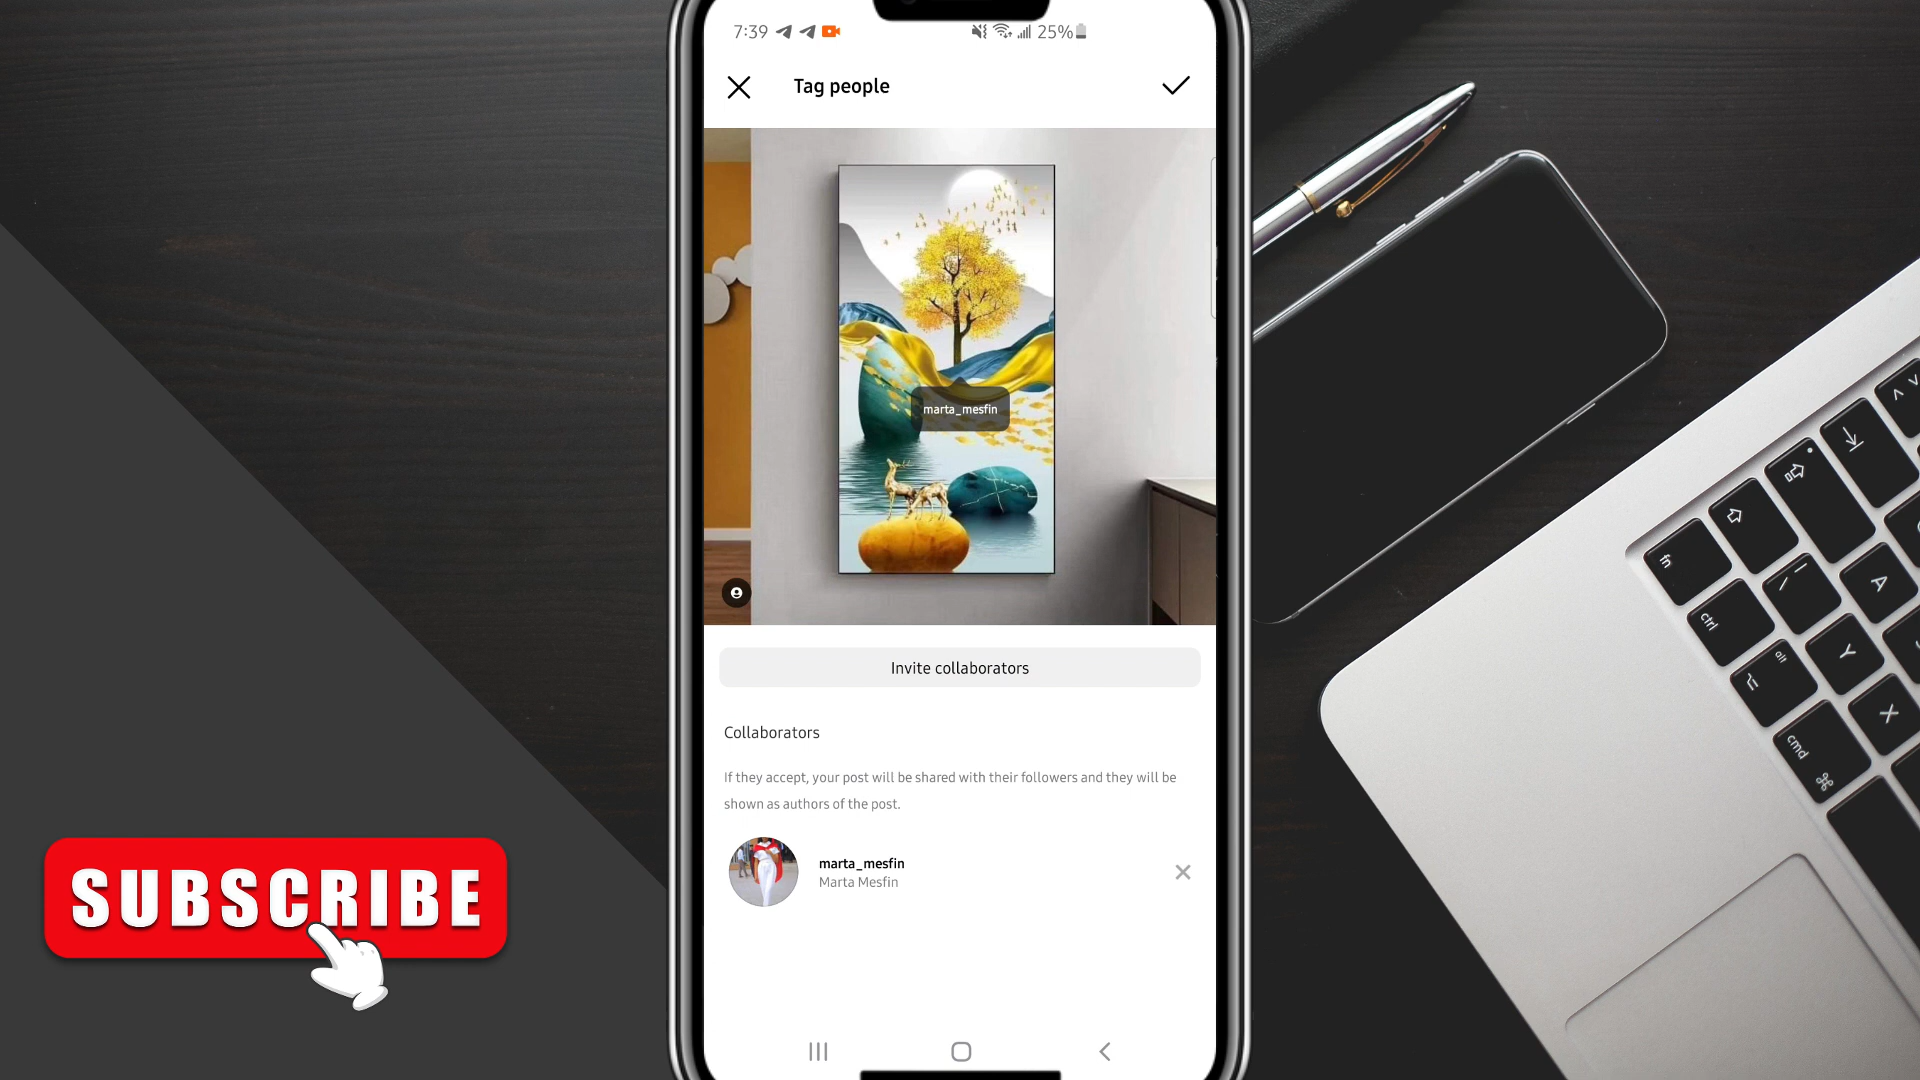 7:39
25%
Tag people
marta_mesfin
Invite collaborators
Collaborators
If they accept, your post will be shared with their followers and they will be
shown as authors of the post.
marta_mesfin
Marta Mesfin
SUBSCRIBE
fn
ctrl
alt
cmd
⌘
A
Y
X